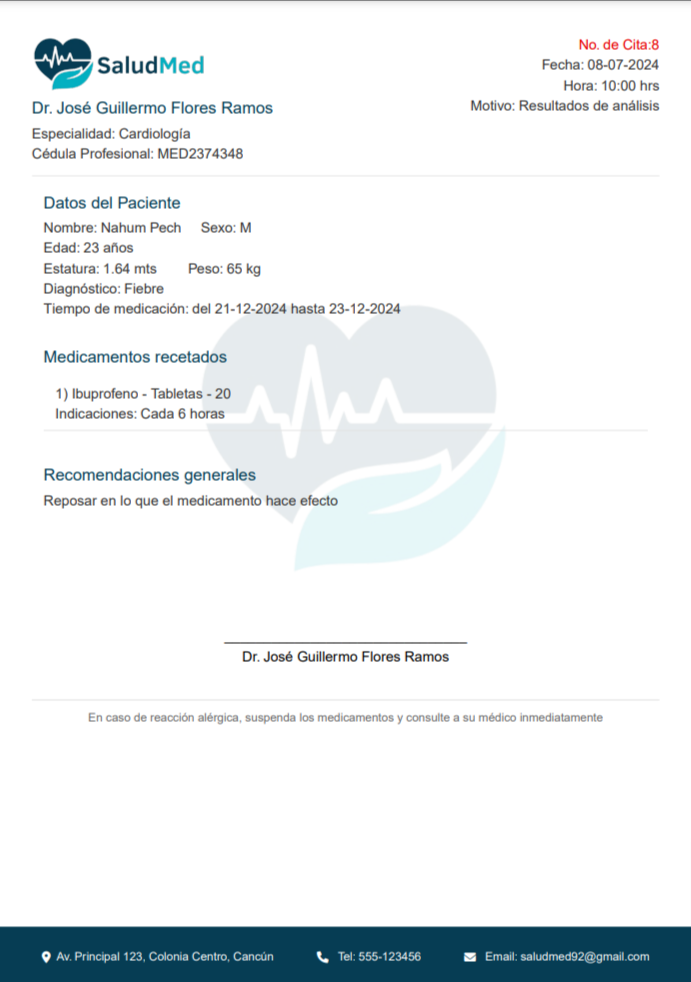 SaludMed
Dr. José Guillermo Flores Ramos
Especialidad: Cardiología
Cédula Profesional: MED2374348
No. de Cita:8
Fecha: 08-07-2024
Hora: 10:00 hrs
Motivo: Resultados de análisis
Datos del Paciente
Nombre: Nahum Pech Sexo: M
Edad: 23 años
Estatura: 1.64 mts Peso: 65 kg
Diagnóstico: Fiebre
Tiempo de medicación: del 21-12-2024 hasta 23-12-2024
Medicamentos recetados
1) Ibuprofeno - Tabletas - 20
Indicaciones: Cada 6 horas
Recomendaciones generales
Reposar en lo que el medicamento hace efecto
Dr. José Guillermo Flores Ramos
En caso de reacción alérgica, suspenda los medicamentos y consulte a su médico inmediatamente
Av. Principal 123, Colonia Centro, Cancún Tel: 555-123456 Email: saludmed92@gmail.com